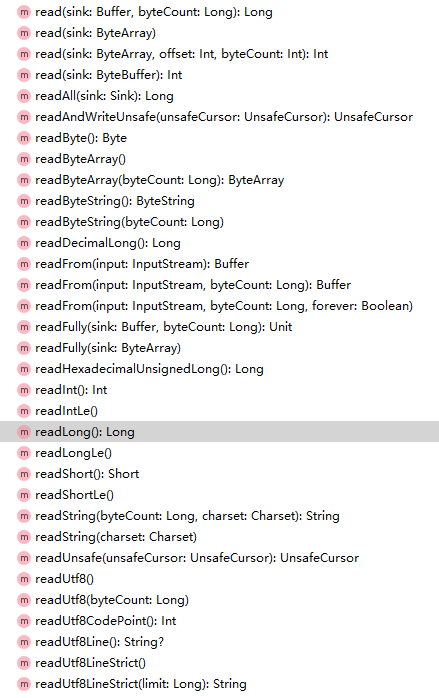 m read(sink: Buffer, byteCount: Long): Long
m read(sink: ByteArray)
m read(sink: ByteArray, offset: Int, byteCount: Int): Int
m read(sink: ByteBuffer): Int
m readAll(sink: Sink): Long
m readAndWriteUnsafe(unsafeCursor: UnsafeCursor): UnsafeCursor
m readByte(): Byte
m readByteArray()
m readByteArray(byteCount: Long): ByteArray
m readByteString(): ByteString
m readByteString(byteCount: Long)
m readDecimalLong(): Long
m readFrom(input: InputStream): Buffer
m readFrom(input: InputStream, byteCount: Long): Buffer
m readFrom(input: InputStream, byteCount: Long, forever: Boolean)
m readFully(sink: Buffer, byteCount: Long): Unit
m readFully(sink: ByteArray)
m readHexadecimalUnsignedLong(): Long
m readInt(): Int
m readIntLe()
m readLong(): Long
m readLongLe()
m readShort(): Short
m readShortLe()
m readString(byteCount: Long, charset: Charset): String
m readString(charset: Charset)
m readUnsafe(unsafeCursor: UnsafeCursor): UnsafeCursor
m readUtf8()
m readUtf8(byteCount: Long)
m readUtf8CodePoint(): Int
m readUtf8Line(): String?
m readUtf8LineStrict()
m readUtf8LineStrict(limit: Long): String